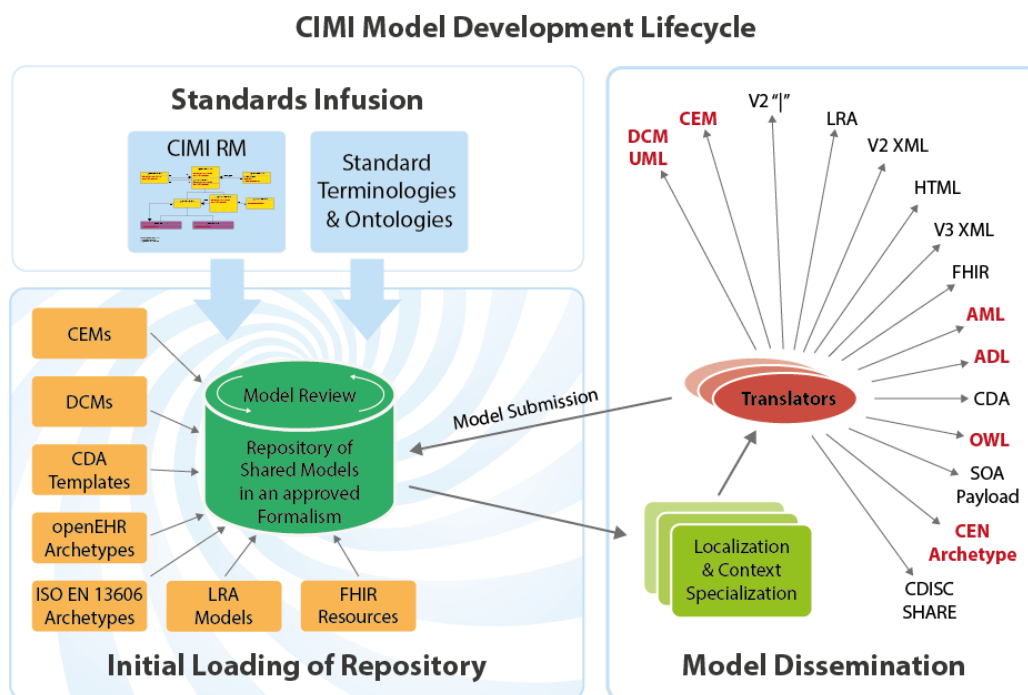 CIMI Model Development Lifecycle
Standards Infusion
CIMI RM
Standard
Terminologies
& Ontologies
CEMs
DCMs
CDA
Templates
openEHR
Archetypes
ISO EN 13606
Archetypes
LRA
Models
FHIR
Resources
Model Review
Repository of
Shared Models
in an approved
Formalism
Initial Loading of Repository
Model Submission
DCM
UML
CEM
V2 "|"
LRA
V2 XML
HTML
V3 XML
FHIR
AML
ADL
CDA
OWL
SOA
Payload
CEN
Archetype
CDISC
SHARE
Translators
Localization
& Context
Specialization
Model Dissemination